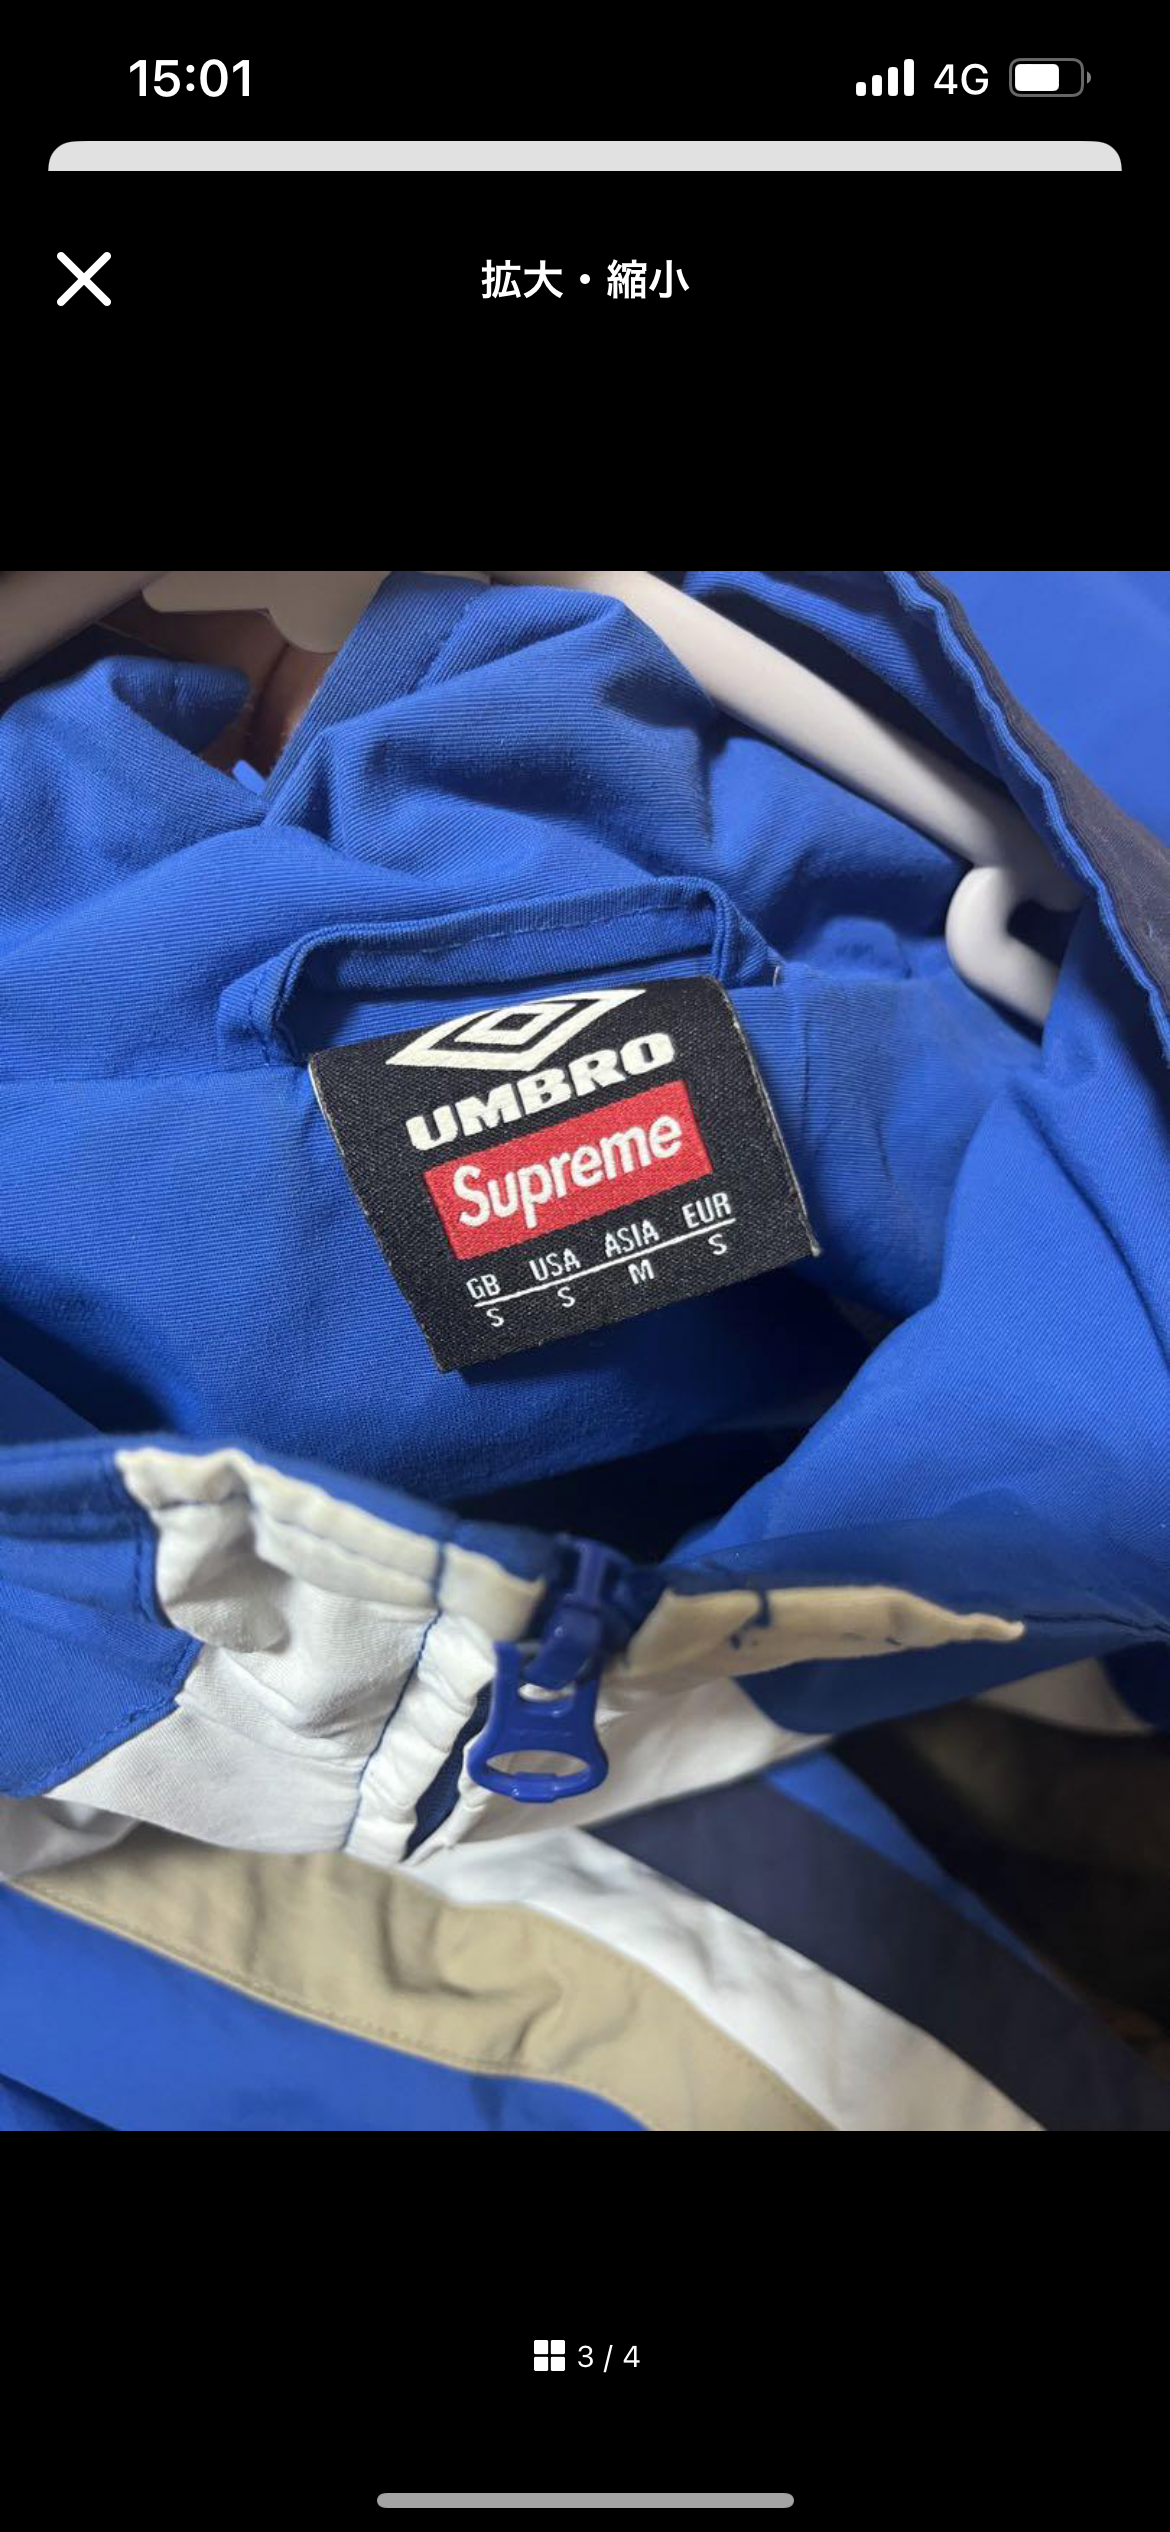 15:01 4G
拡大・縮小
UMBRO
Supreme
GB USA ASIA EUR
S S M S
3 / 4